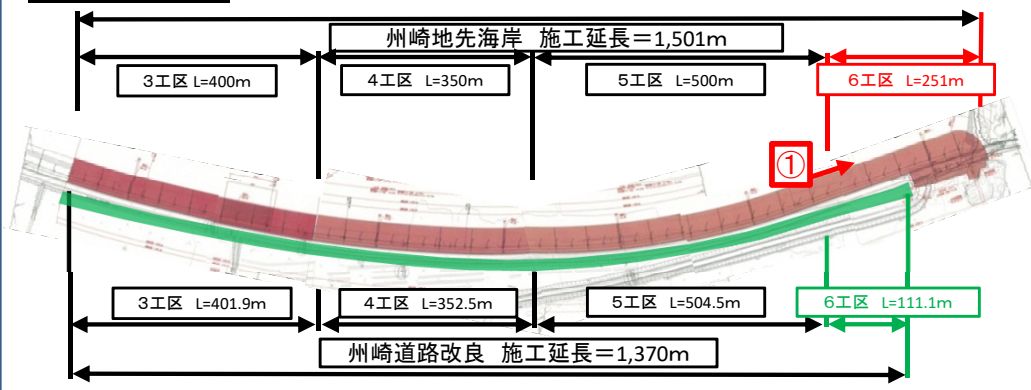 州崎地先海岸 施工延長=1,501m
3工区 L=400m
4工区 L=350m
5工区 L=500m
6工区 L=251m
①
3工区 L=401.9m
4工区 L=352.5m
5工区 L=504.5m
6工区 L=111.1m
州崎道路改良 施工延長=1,370m